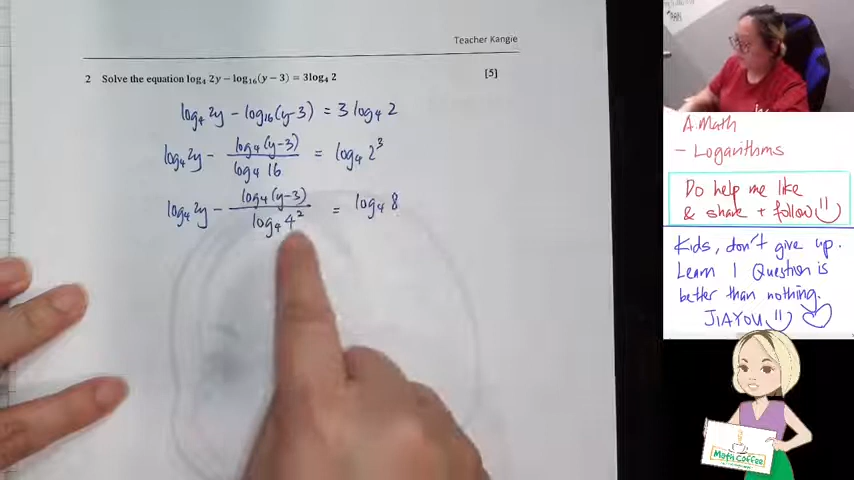 Teacher Kangie
2 Solve the equation log₄ 2y − log₁₆(y − 3) = 3log₄ 2 [5]
log₄ 2y − log₁₆(y-3) = 3 log₄ 2
log₄ 2y − log₄(y-3) / log₄ 16 = log₄ 2³
log₄ 2y − log₄(y-3) / log₄ 4² = log₄ 8
A.Math
- Logarithms
Do help me like
& share + follow
Kids, don't give up.
Learn 1 Question is
better than nothing.
JIAYOU
Math Coffee